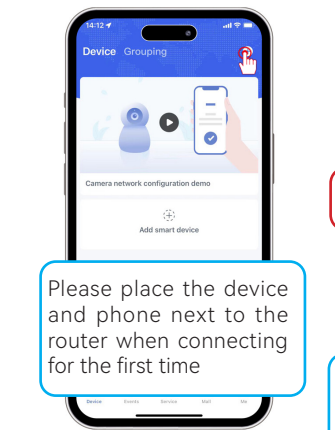 14:12
Device Grouping
Camera network configuration demo
Add smart device
Please place the device
and phone next to the
router when connecting
for the first time
Device Events Service Mall Me